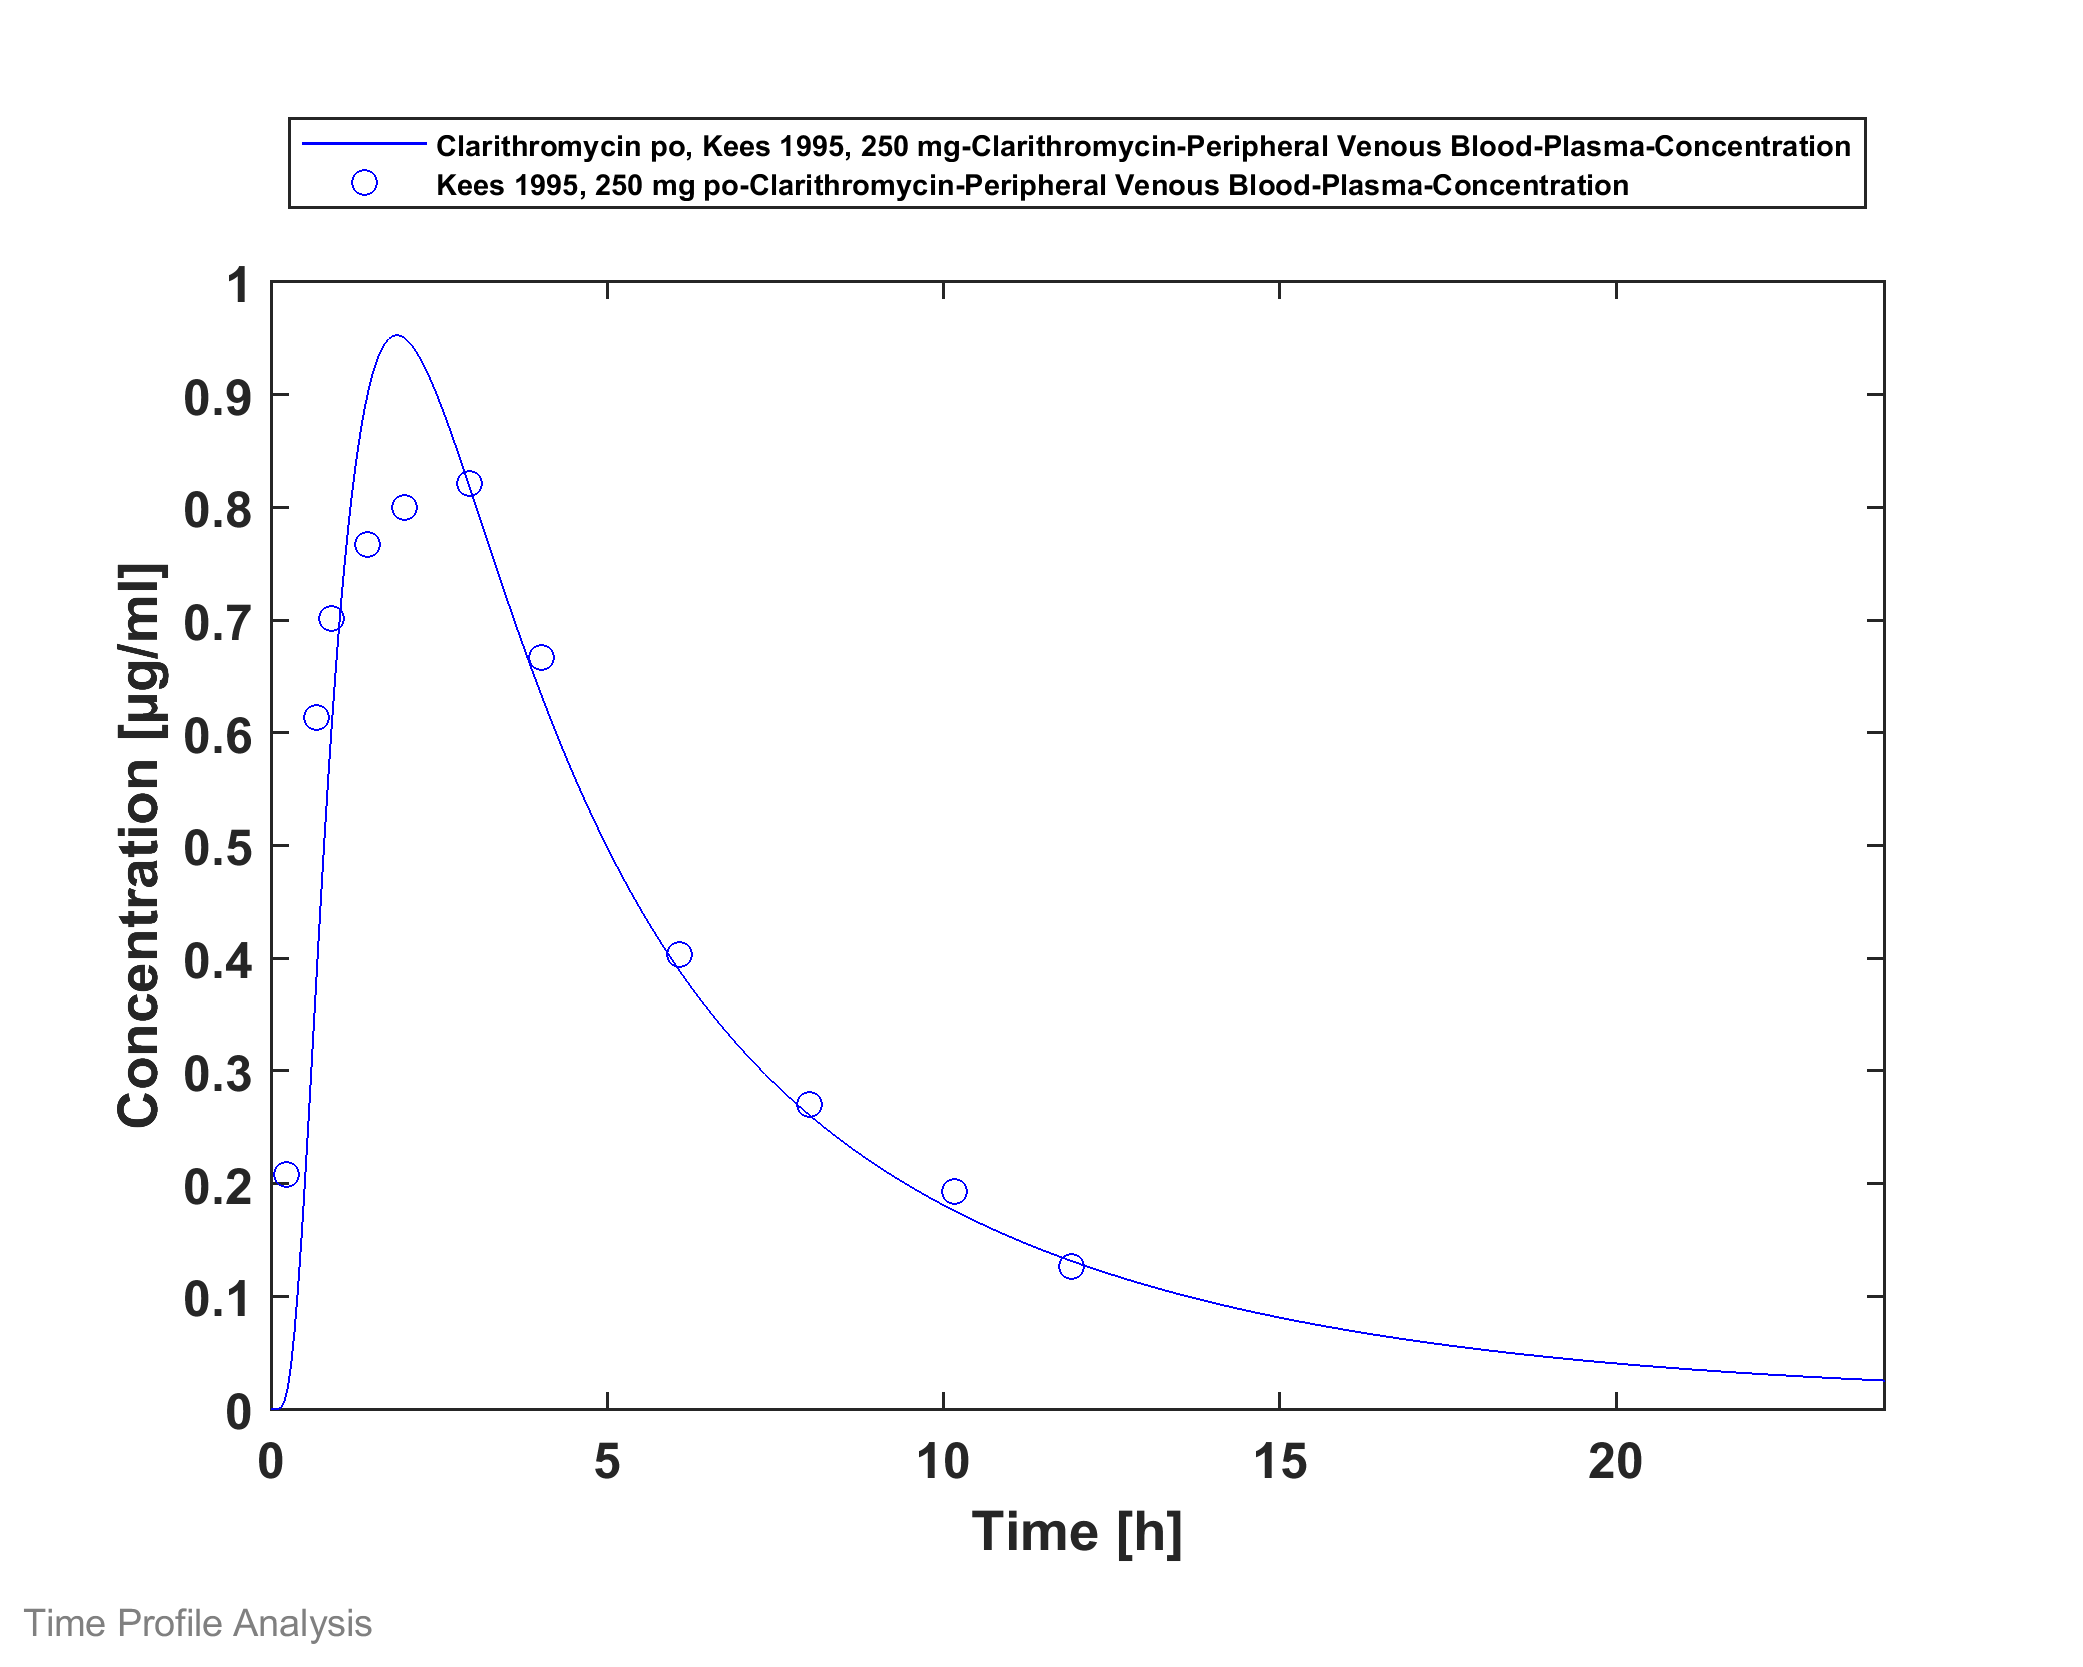 Clarithromycin po, Kees 1995, 250 mg-Clarithromycin-Peripheral Venous Blood-Plasma-Concentration
Kees 1995, 250 mg po-Clarithromycin-Peripheral Venous Blood-Plasma-Concentration
1
0.9
0.8
0.7
0.6
0.5
0.4
0.3
0.2
0.1
0
Concentration [µg/ml]
0 5 10 15 20
Time [h]
Time Profile Analysis